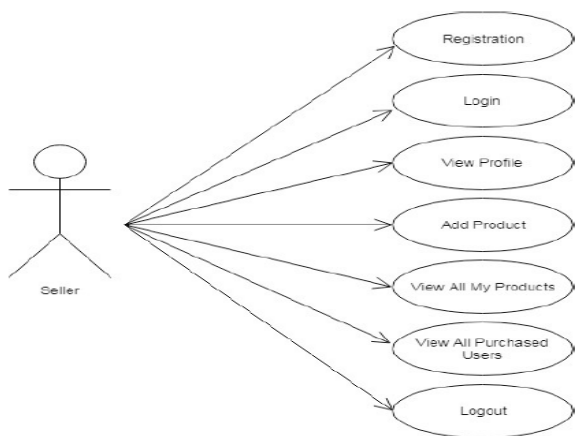 Registration
Login
View Profile
Add Product
Seller
View All My Products
View All Purchased
Users
Logout